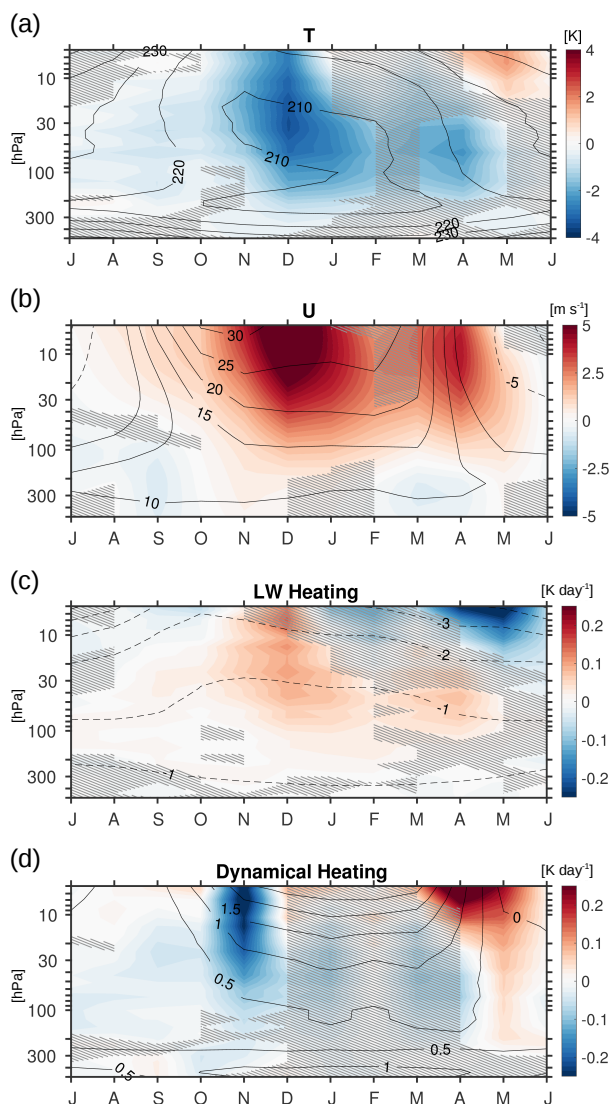 (a)
T
[K]
230
210
210
220
220
230
[hPa]
10
30
100
300
J A S O N D J F M A M J
4
2
0
-2
-4
(b)
U
[m s-1]
30
25
20
15
10
-5
[hPa]
10
30
100
300
J A S O N D J F M A M J
5
2.5
0
-2.5
-5
(c)
LW Heating
[K day-1]
-3
-2
-1
-1
[hPa]
10
30
100
300
J A S O N D J F M A M J
0.2
0.1
0
-0.1
-0.2
(d)
Dynamical Heating
[K day-1]
1.5
1
0.5
0
0.5
0.5
1
[hPa]
10
30
100
300
J A S O N D J F M A M J
0.2
0.1
0
-0.1
-0.2